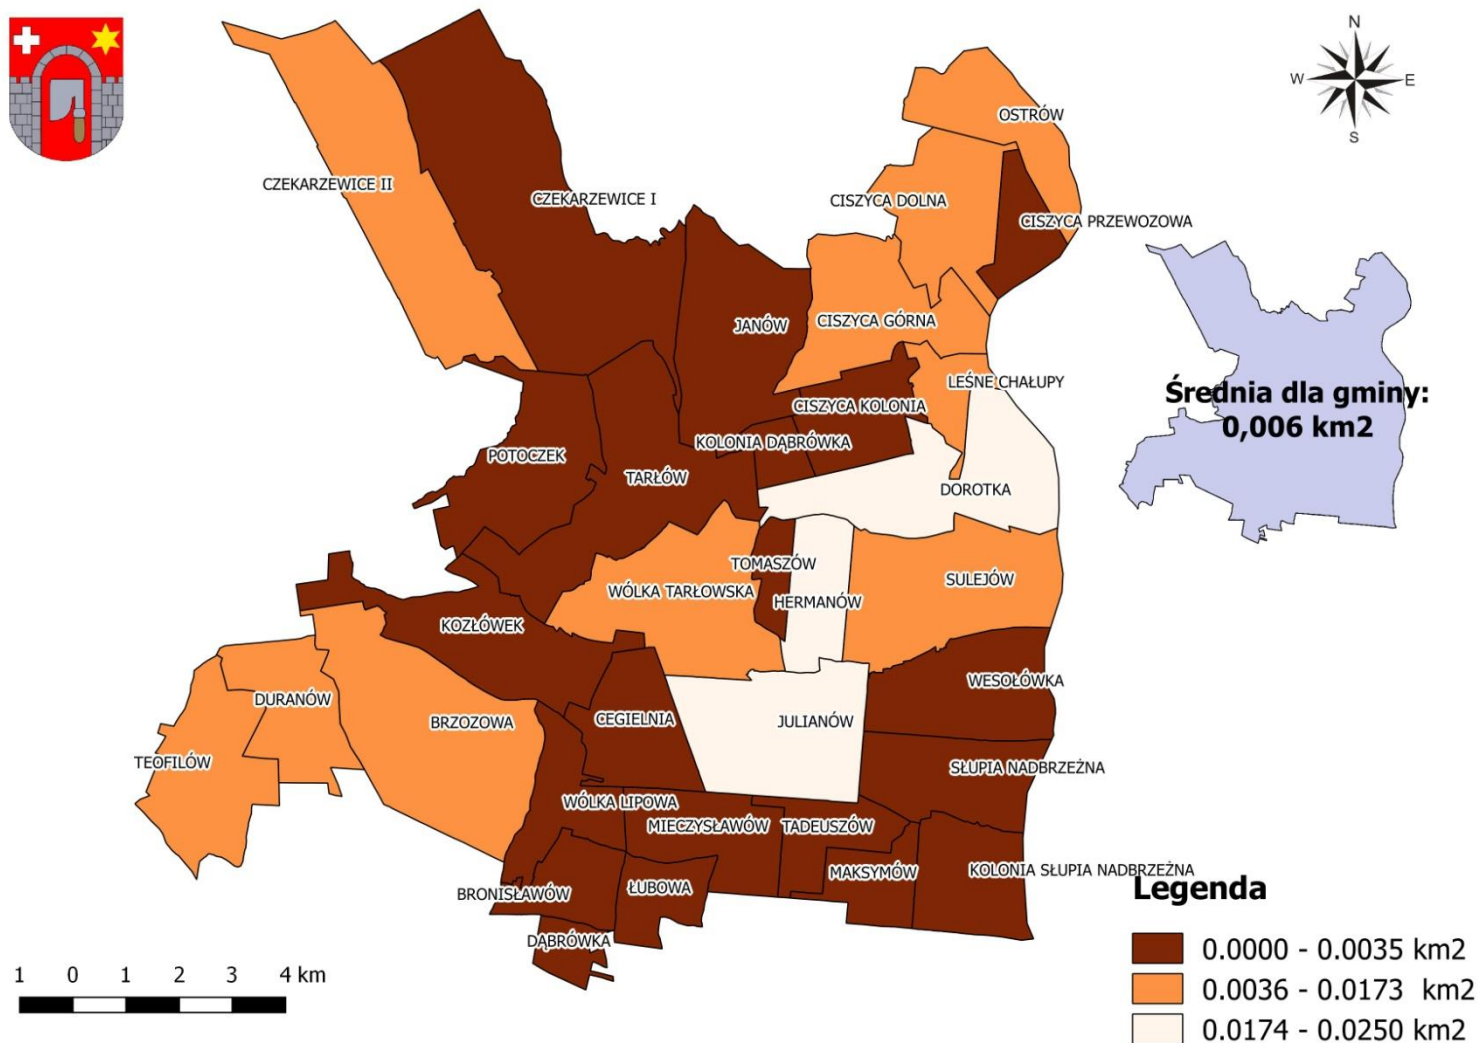 N
W E
S
OSTRÓW
CZEKARZEWICE II
CZEKARZEWICE I
CISZYCA DOLNA
CISZYCA PRZEWOZOWA
JANÓW
CISZYCA GÓRNA
LEŚNE CHAŁUPY
Średnia dla gminy:
0,006 km2
CISZYCA KOLONIA
KOLONIA DĄBRÓWKA
POTOCZEK
TARŁÓW
DOROTKA
TOMASZÓW
SULEJÓW
WÓLKA TARŁOWSKA
HERMANÓW
KOZŁÓWEK
WESOŁÓWKA
DURANÓW
BRZOZOWA
CEGIELNIA
JULIANÓW
TEOFILÓW
SŁUPIA NADBRZEŻNA
WÓLKA LIPOWA
MIECZYSŁAWÓW
TADEUSZÓW
MAKSYMÓW
KOLONIA SŁUPIA NADBRZEŻNA
BRONISŁAWÓW
ŁUBOWA
DĄBRÓWKA
Legenda
0.0000 - 0.0035 km2
0.0036 - 0.0173 km2
0.0174 - 0.0250 km2
1 0 1 2 3 4 km